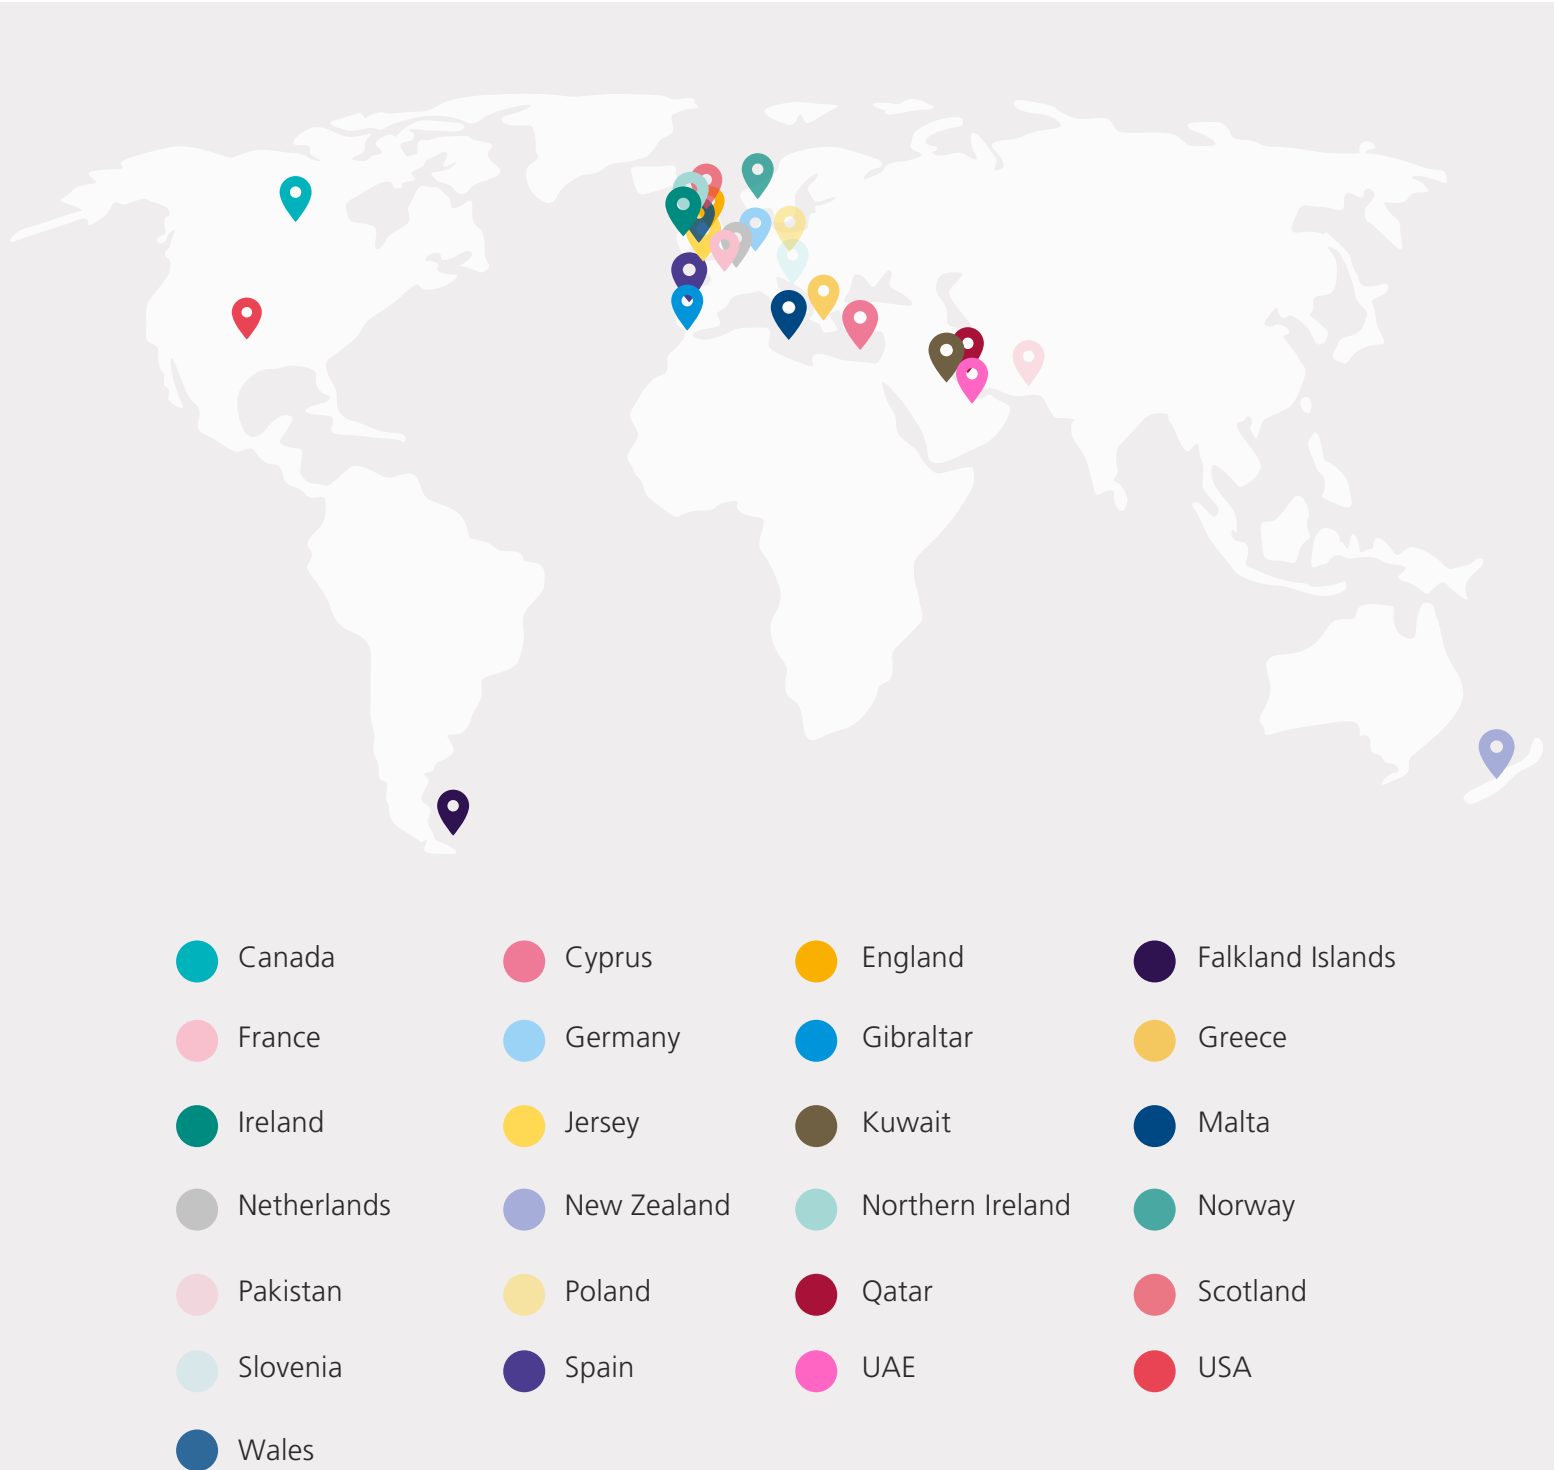 Canada
Cyprus
England
Falkland Islands
France
Germany
Gibraltar
Greece
Ireland
Jersey
Kuwait
Malta
Netherlands
New Zealand
Northern Ireland
Norway
Pakistan
Poland
Qatar
Scotland
Slovenia
Spain
UAE
USA
Wales